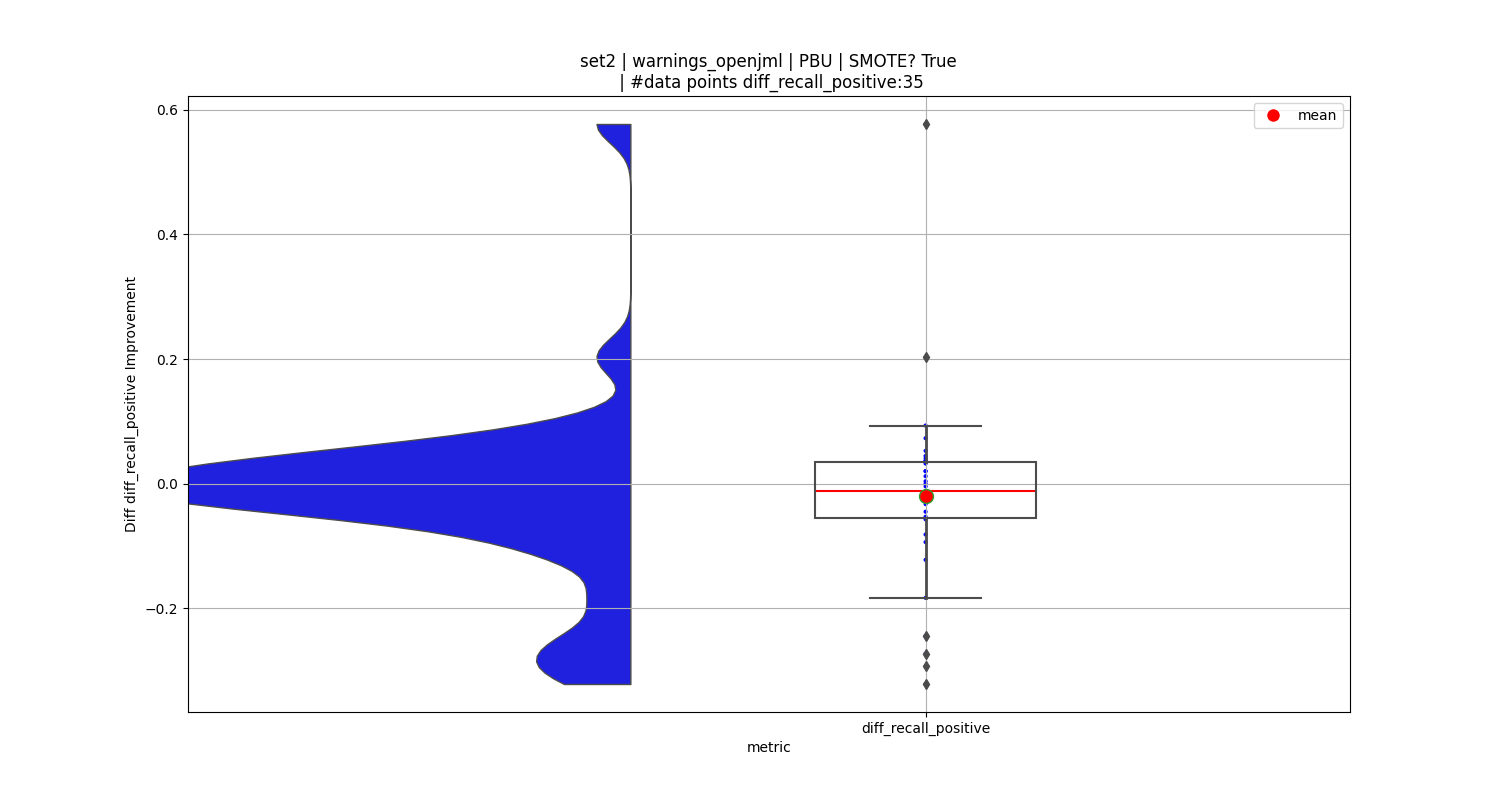 set2 | warnings_openjml | PBU | SMOTE? True
| #data points diff_recall_positive:35
mean
0.6
0.4
0.2
0.0
−0.2
Diff diff_recall_positive Improvement
diff_recall_positive
metric